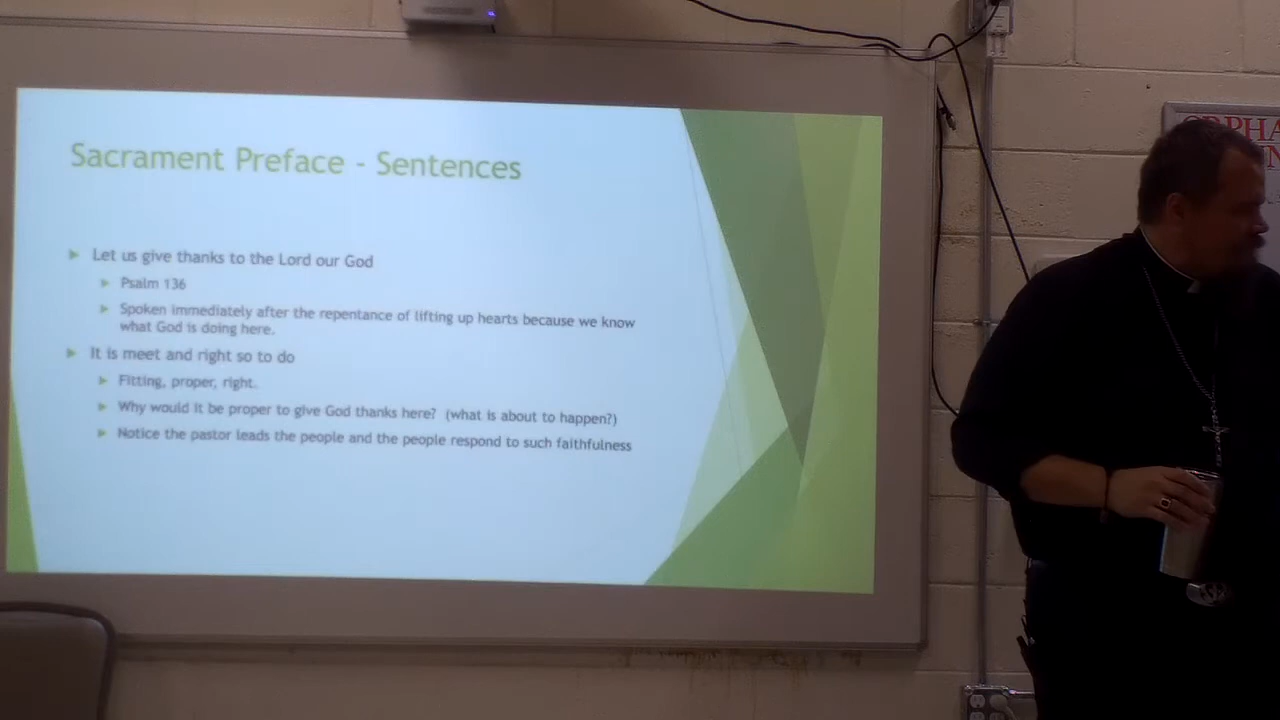 Sacrament Preface - Sentences
Let us give thanks to the Lord our God
Psalm 136
Spoken immediately after the repentance of lifting up hearts because we know
what God is doing here.
It is meet and right so to do
Fitting, proper, right.
Why would it be proper to give God thanks here? (what is about to happen?)
Notice the pastor leads the people and the people respond to such faithfulness